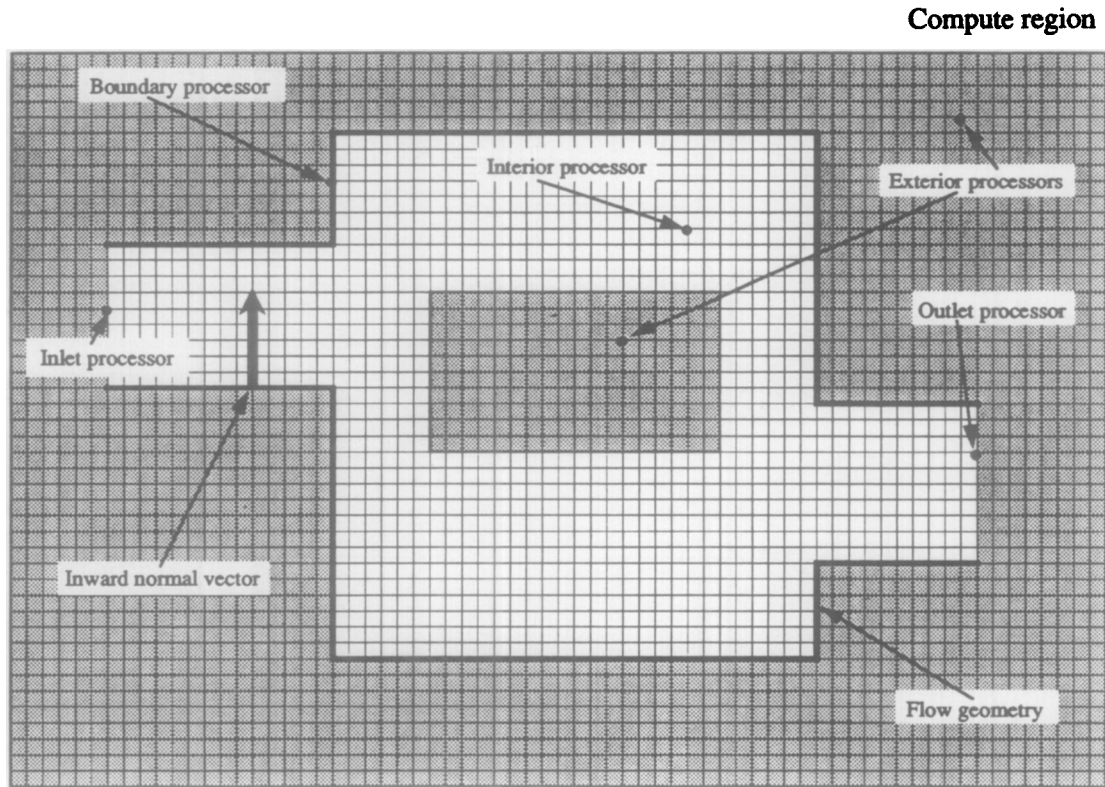 Compute region
Boundary processor
Interior processor
Exterior processors
Outlet processor
Inlet processor
Inward normal vector
Flow geometry